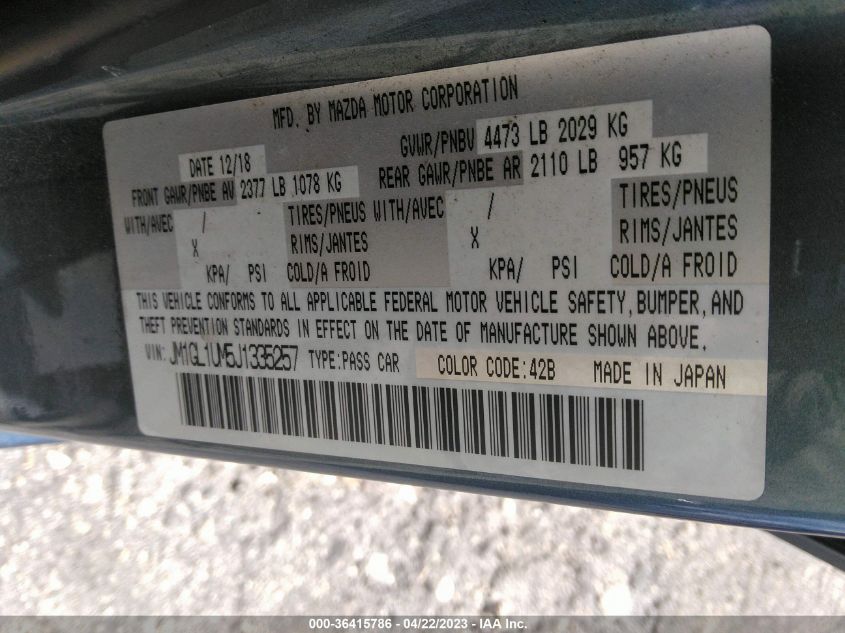 MFD. BY MAZDA MOTOR CORPORATION
DATE 12/18
GVWR/PNBV 4473 LB 2029 KG
FRONT GAWR/PNBE AV 2377 LB 1078 KG
REAR GAWR/PNBE AR 2110 LB 957 KG
WITH/AVEC / TIRES/PNEUS WITH/AVEC / TIRES/PNEUS
X RIMS/JANTES X RIMS/JANTES
KPA/ PSI COLD/A FROID KPA/ PSI COLD/A FROID
THIS VEHICLE CONFORMS TO ALL APPLICABLE FEDERAL MOTOR VEHICLE SAFETY, BUMPER, AND
THEFT PREVENTION STANDARDS IN EFFECT ON THE DATE OF MANUFACTURE SHOWN ABOVE.
VIN: JM1GL1UM5J1335257 TYPE:PASS CAR COLOR CODE:42B MADE IN JAPAN
000-36415786 - 04/22/2023 - IAA Inc.